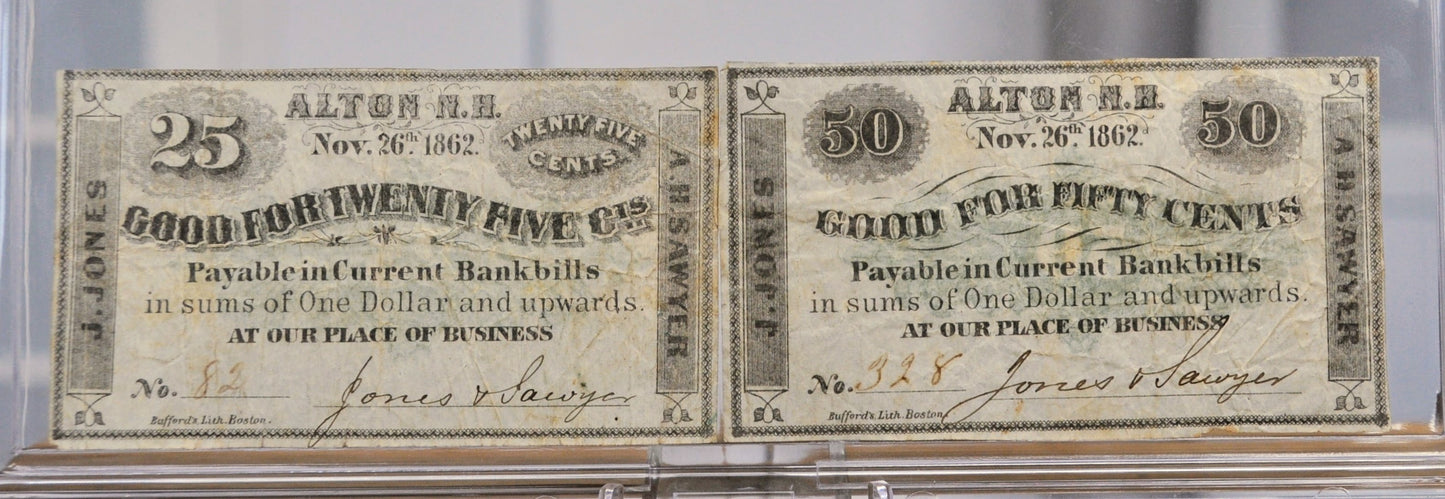 J. JONES
25
ALTON N.H.
Nov. 26th 1862.
TWENTY FIVE
CENTS.
GOOD FOR TWENTY FIVE CTS.
Payable in Current Bankbills
in sums of One Dollar and upwards.
AT OUR PLACE OF BUSINESS
No. 82
Jones & Sawyer
Bufford's Lith. Boston.
A. H. SAWYER
J. JONES
50
ALTON N.H.
Nov. 26th 1862.
50
GOOD FOR FIFTY CENTS
Payable in Current Bankbills
in sums of One Dollar and upwards.
AT OUR PLACE OF BUSINESS
No. 328
Jones & Sawyer
Bufford's Lith. Boston.
A. H. SAWYER